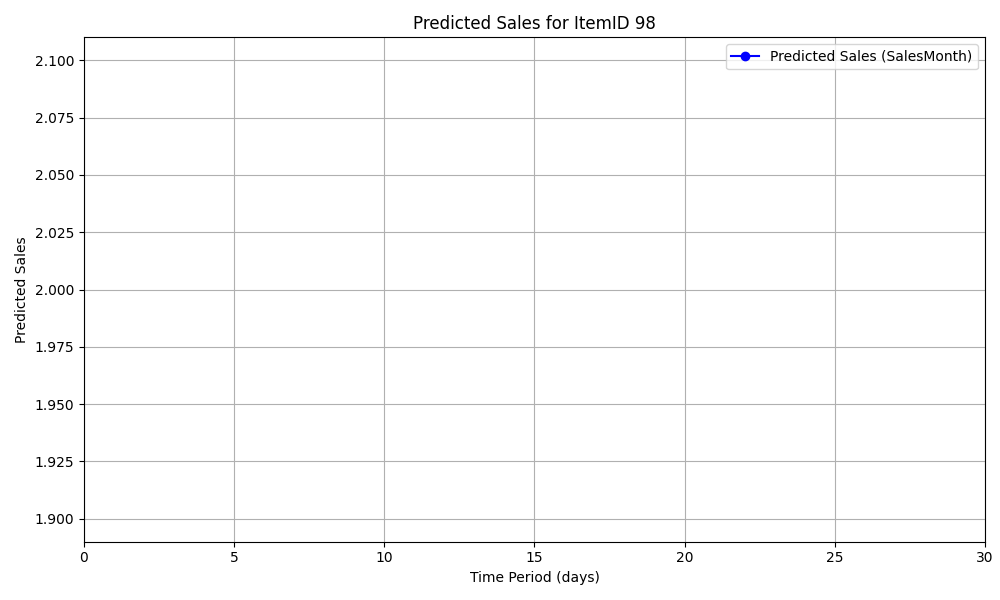 Predicted Sales for ItemID 98
Predicted Sales (SalesMonth)
2.100
2.075
2.050
2.025
2.000
1.975
1.950
1.925
1.900
Predicted Sales
0 5 10 15 20 25 30
Time Period (days)